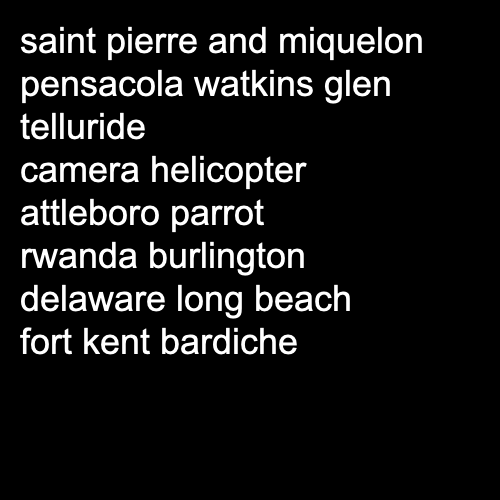 saint pierre and miquelon
pensacola watkins glen
telluride
camera helicopter
attleboro parrot
rwanda burlington
delaware long beach
fort kent bardiche